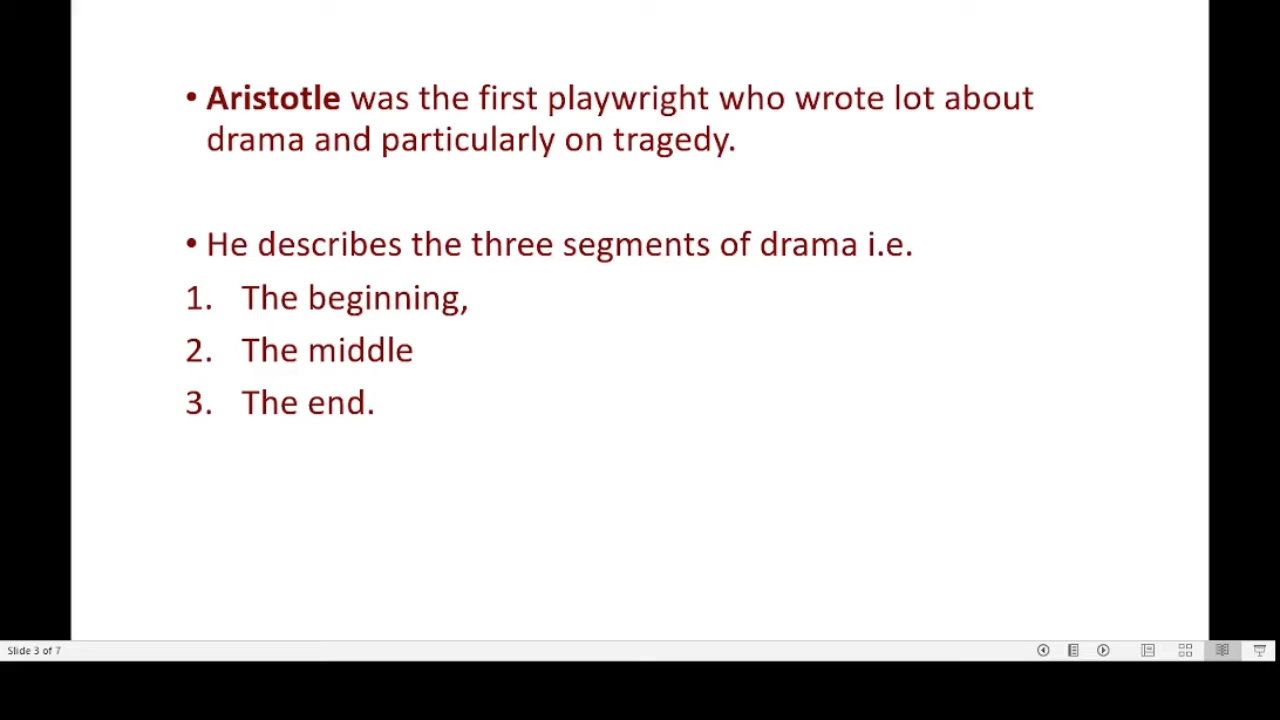 • Aristotle was the first playwright who wrote lot about
drama and particularly on tragedy.
• He describes the three segments of drama i.e.
1. The beginning,
2. The middle
3. The end.
Slide 3 of 7